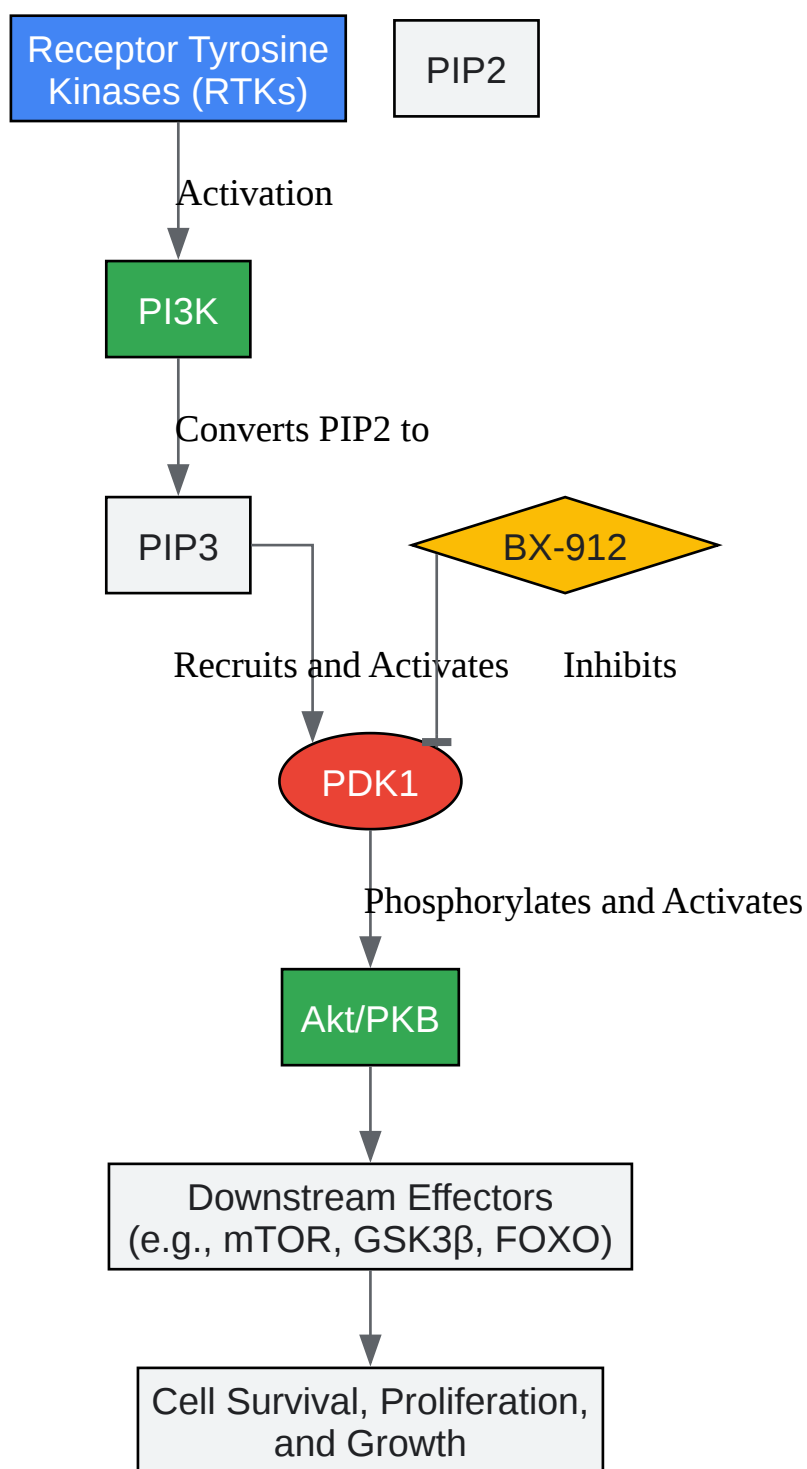 Receptor Tyrosine
Kinases (RTKs)
PIP2
Activation
PI3K
Converts PIP2 to
PIP3
BX-912
Recruits and Activates
Inhibits
PDK1
Phosphorylates and Activates
Akt/PKB
Downstream Effectors
(e.g., mTOR, GSK3β, FOXO)
Cell Survival, Proliferation,
and Growth